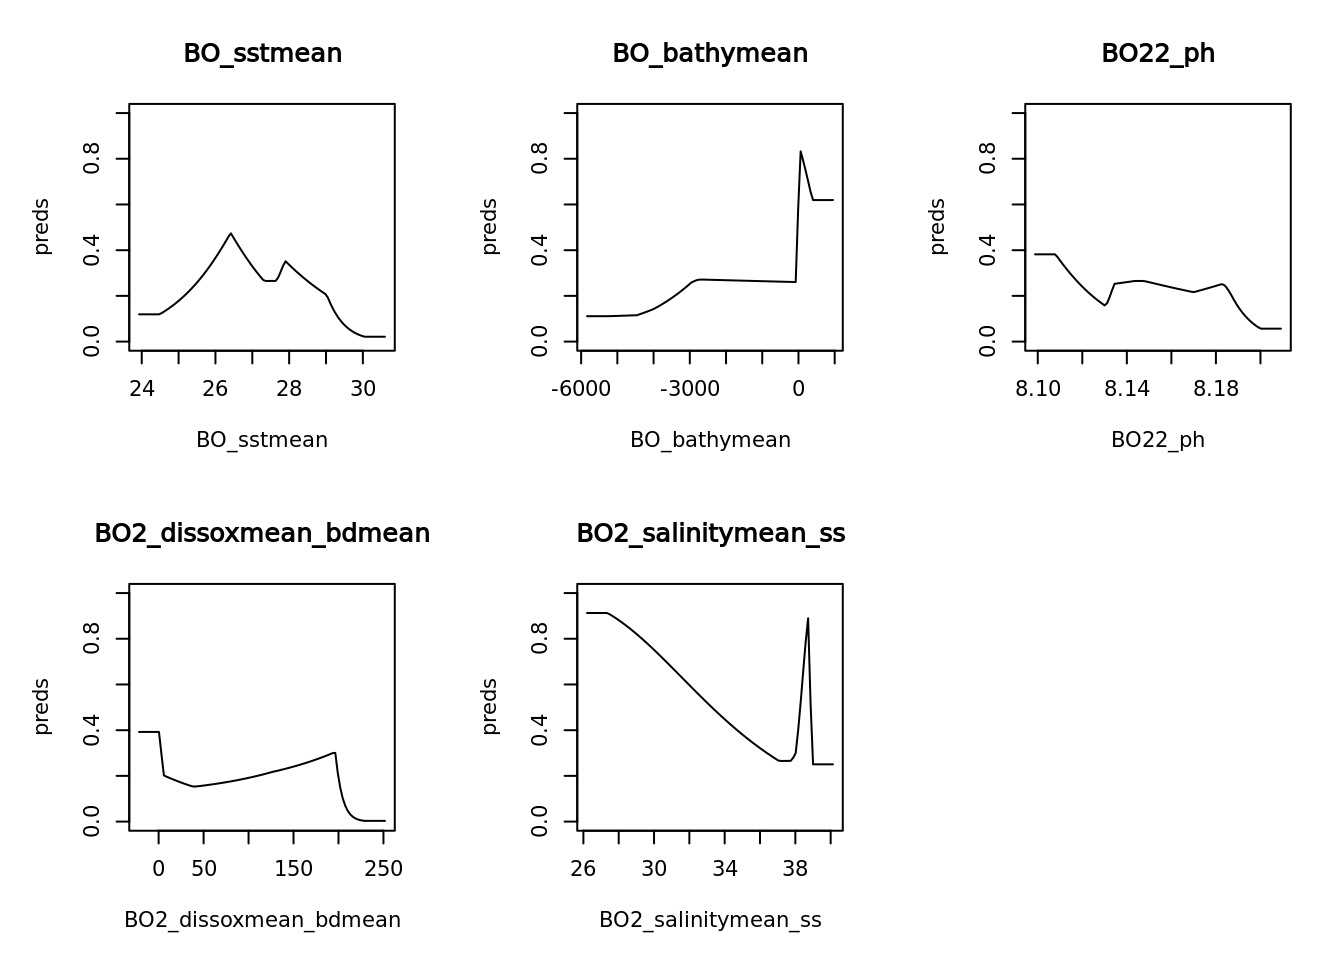 BO_sstmean
preds
0.0 0.4 0.8
24 26 28 30
BO_sstmean
BO_bathymean
preds
0.0 0.4 0.8
-6000 -3000 0
BO_bathymean
BO22_ph
preds
0.0 0.4 0.8
8.10 8.14 8.18
BO22_ph
BO2_dissoxmean_bdmean
preds
0.0 0.4 0.8
0 50 150 250
BO2_dissoxmean_bdmean
BO2_salinitymean_ss
preds
0.0 0.4 0.8
26 30 34 38
BO2_salinitymean_ss